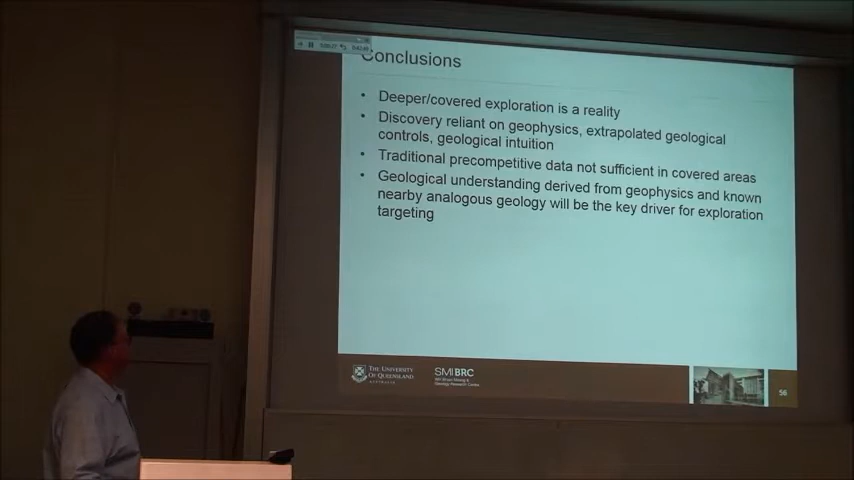 Conclusions
• Deeper/covered exploration is a reality
• Discovery reliant on geophysics, extrapolated geological
controls, geological intuition
• Traditional precompetitive data not sufficient in covered areas
• Geological understanding derived from geophysics and known
nearby analogous geology will be the key driver for exploration
targeting
THE UNIVERSITY
OF QUEENSLAND
AUSTRALIA
SMI BRC
56